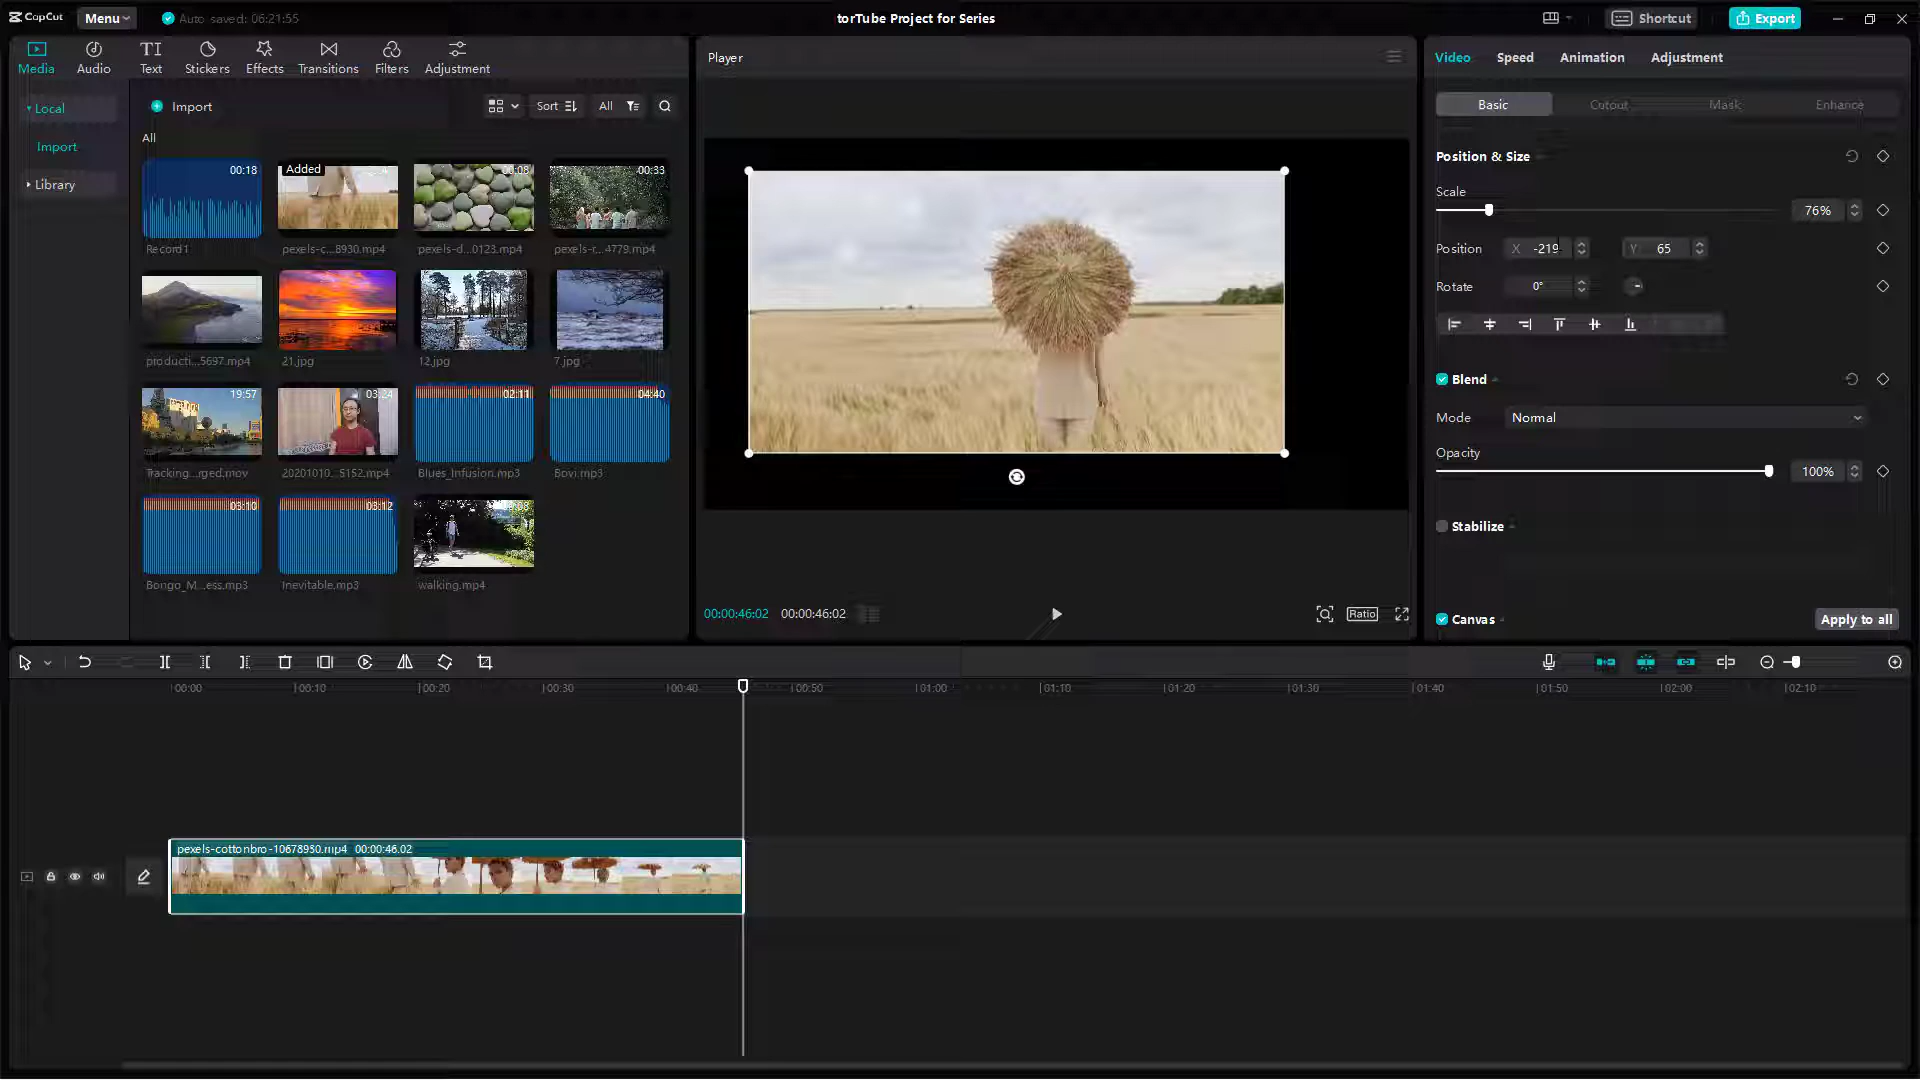 CapCut
Menu
Auto saved: 06:21:55
torTube Project for Series
Shortcut
Export
Media
Audio
TI
Text
Stickers
Effects
Transitions
Filters
Adjustment
Local
Import
Library
Import
Sort
All
All
00:18
Record1
Added
pexels-c...8930.mp4
00:08
pexels-d...0123.mp4
00:33
pexels-r...4779.mp4
producti...5697.mp4
21.jpg
12.jpg
7.jpg
19:57
Tracking...rged.mov
03:24
20201010...5152.mp4
02:11
Blues_Infusion.mp3
04:40
Bovi.mp3
03:10
Bongo_M...ess.mp3
03:12
Inevitable.mp3
walking.mp4
Player
00:00:46:02 00:00:46:02
Ratio
Video
Speed
Animation
Adjustment
Basic
Cutout
Mask
Enhance
Position & Size
Scale
76%
Position X -219 Y 65
Rotate 0°
Blend
Mode Normal
Opacity
100%
Stabilize
Canvas
Apply to all
00:00 00:10 00:20 00:30 00:40 00:50 01:00 01:10 01:20 01:30 01:40 01:50 02:00 02:10
pexels-cottonbro-10678930.mp4 00:00:46:02